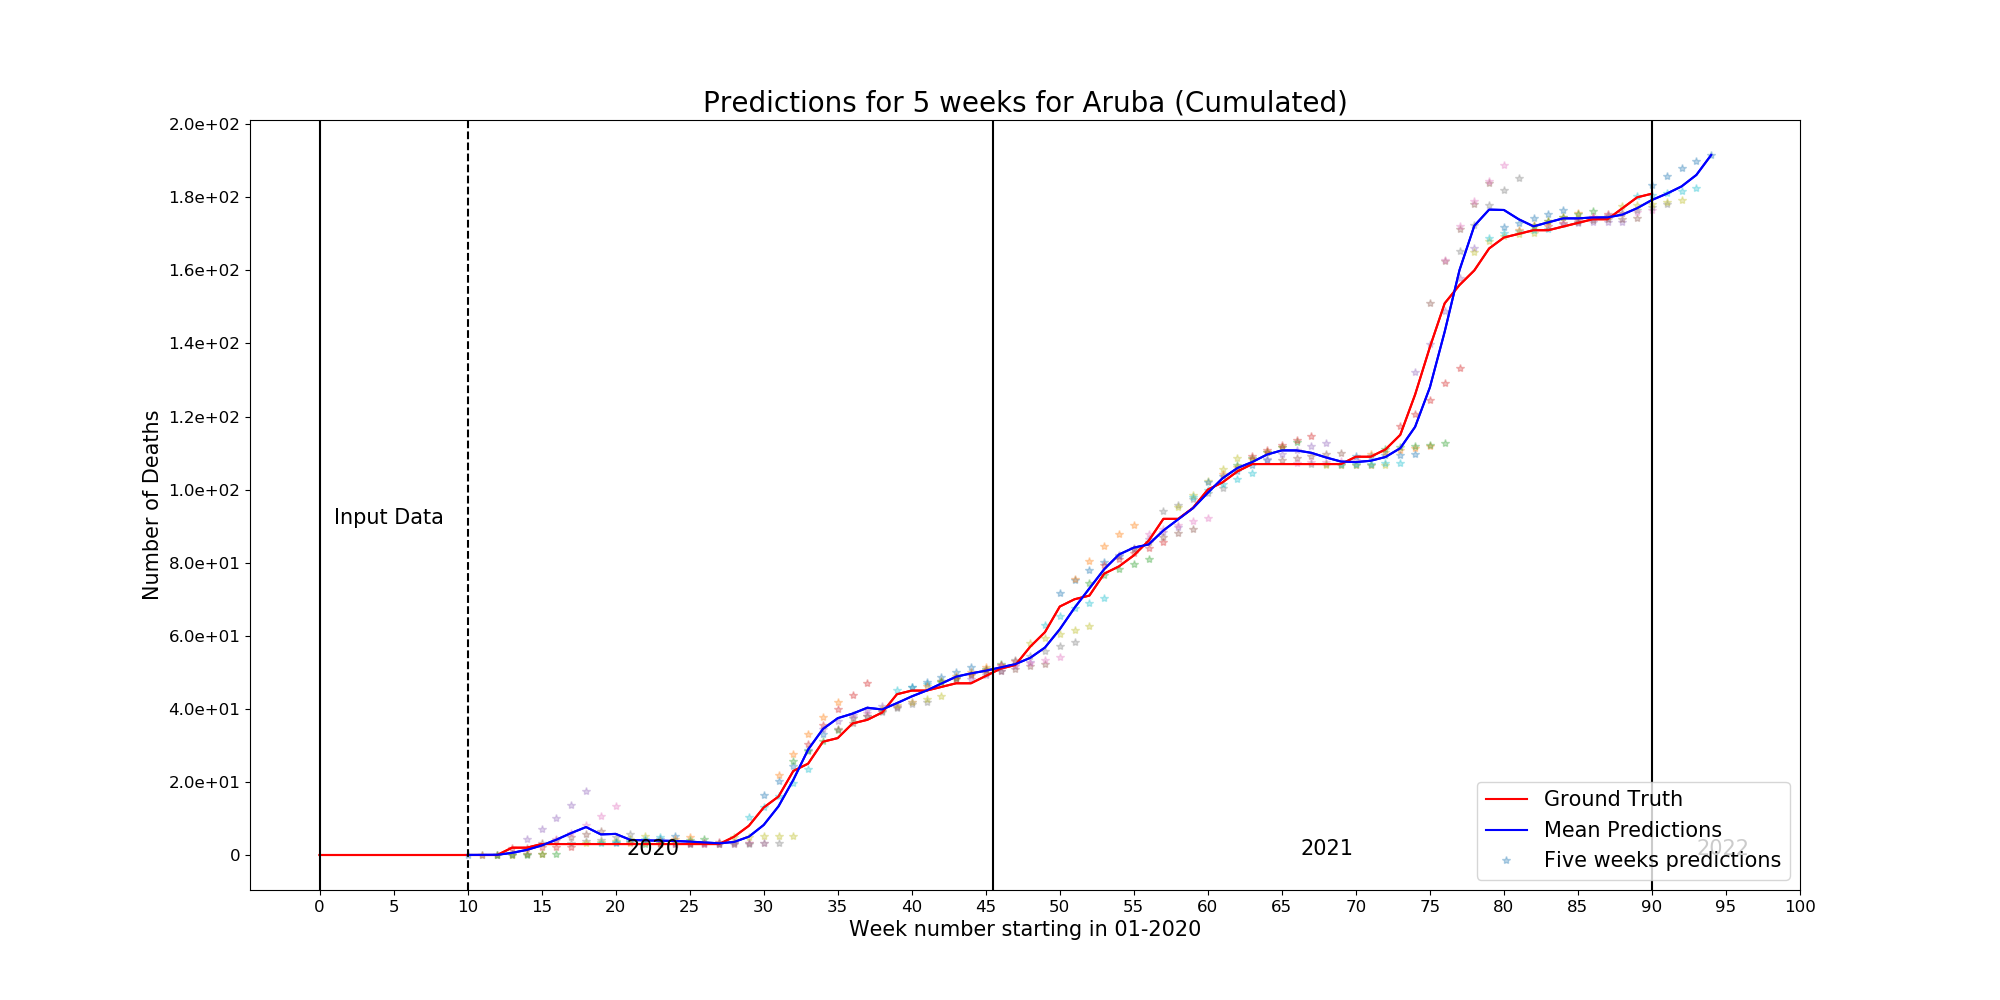 Predictions for 5 weeks for Aruba (Cumulated)
2.0e+02
1.8e+02
1.6e+02
1.4e+02
1.2e+02
1.0e+02
8.0e+01
6.0e+01
4.0e+01
2.0e+01
0
Number of Deaths
Input Data
2020
2021
2022
Ground Truth
Mean Predictions
Five weeks predictions
0 5 10 15 20 25 30 35 40 45 50 55 60 65 70 75 80 85 90 95 100
Week number starting in 01-2020